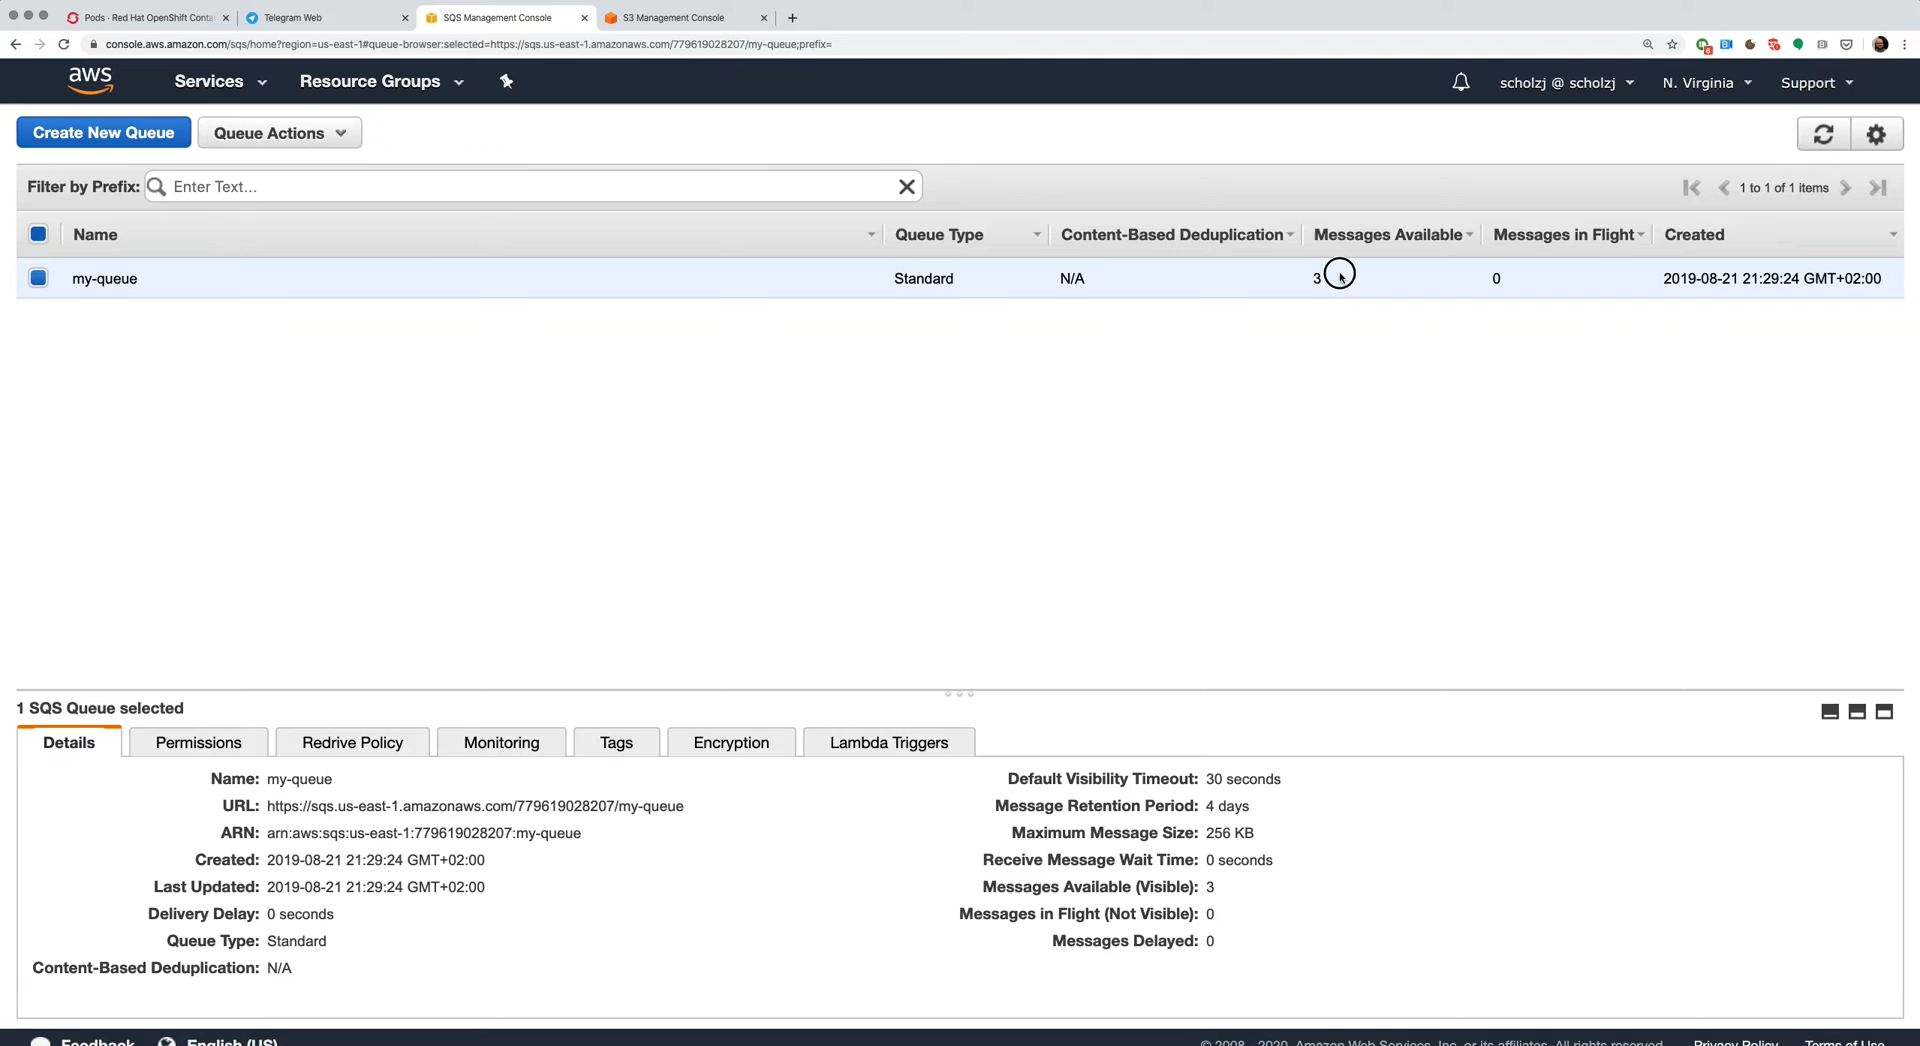 Pods · Red Hat OpenShift Conta
Telegram Web
SQS Management Console
S3 Management Console
console.aws.amazon.com/sqs/home?region=us-east-1#queue-browser:selected=https://sqs.us-east-1.amazonaws.com/779619028207/my-queue;prefix=
aws
Services
Resource Groups
scholzj @ scholzj
N. Virginia
Support
Create New Queue
Queue Actions
Filter by Prefix:
Enter Text...
1 to 1 of 1 items
Name
Queue Type
Content-Based Deduplication
Messages Available
Messages in Flight
Created
my-queue
Standard
N/A
3
0
2019-08-21 21:29:24 GMT+02:00
1 SQS Queue selected
Details
Permissions
Redrive Policy
Monitoring
Tags
Encryption
Lambda Triggers
Name: my-queue
URL: https://sqs.us-east-1.amazonaws.com/779619028207/my-queue
ARN: arn:aws:sqs:us-east-1:779619028207:my-queue
Created: 2019-08-21 21:29:24 GMT+02:00
Last Updated: 2019-08-21 21:29:24 GMT+02:00
Delivery Delay: 0 seconds
Queue Type: Standard
Content-Based Deduplication: N/A
Default Visibility Timeout: 30 seconds
Message Retention Period: 4 days
Maximum Message Size: 256 KB
Receive Message Wait Time: 0 seconds
Messages Available (Visible): 3
Messages in Flight (Not Visible): 0
Messages Delayed: 0
Feedback
English (US)
© 2008 - 2020, Amazon Web Services, Inc. or its affiliates. All rights reserved.
Privacy Policy
Terms of Use